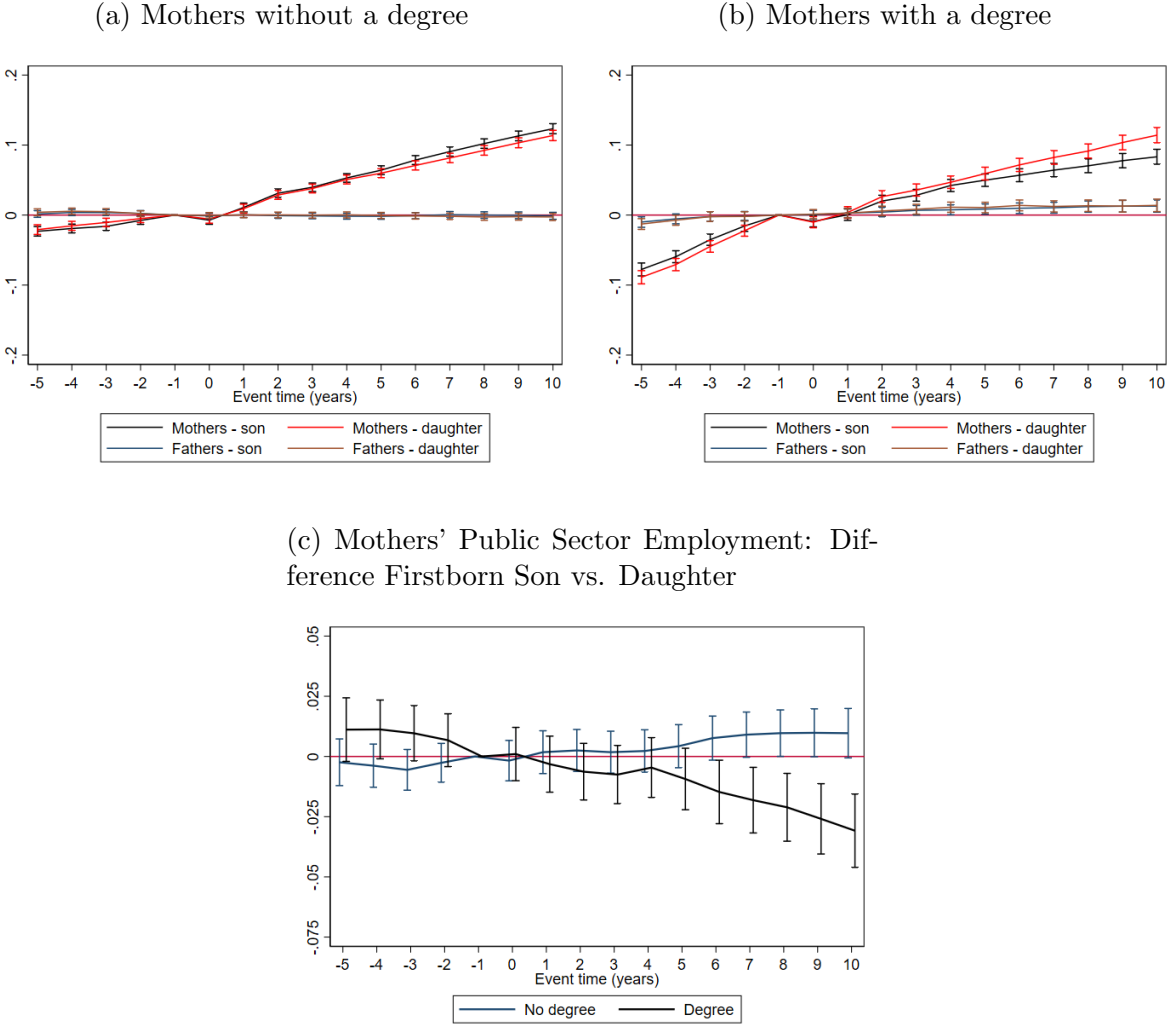 (a) Mothers without a degree
(b) Mothers with a degree
.2
.1
0
-.1
-.2
-5 -4 -3 -2 -1 0 1 2 3 4 5 6 7 8 9 10
Event time (years)
Mothers - son
Mothers - daughter
Fathers - son
Fathers - daughter
.2
.1
0
-.1
-.2
-5 -4 -3 -2 -1 0 1 2 3 4 5 6 7 8 9 10
Event time (years)
Mothers - son
Mothers - daughter
Fathers - son
Fathers - daughter
(c) Mothers' Public Sector Employment: Dif-
ference Firstborn Son vs. Daughter
.05
.025
0
-.025
-.05
-.075
-5 -4 -3 -2 -1 0 1 2 3 4 5 6 7 8 9 10
Event time (years)
No degree
Degree